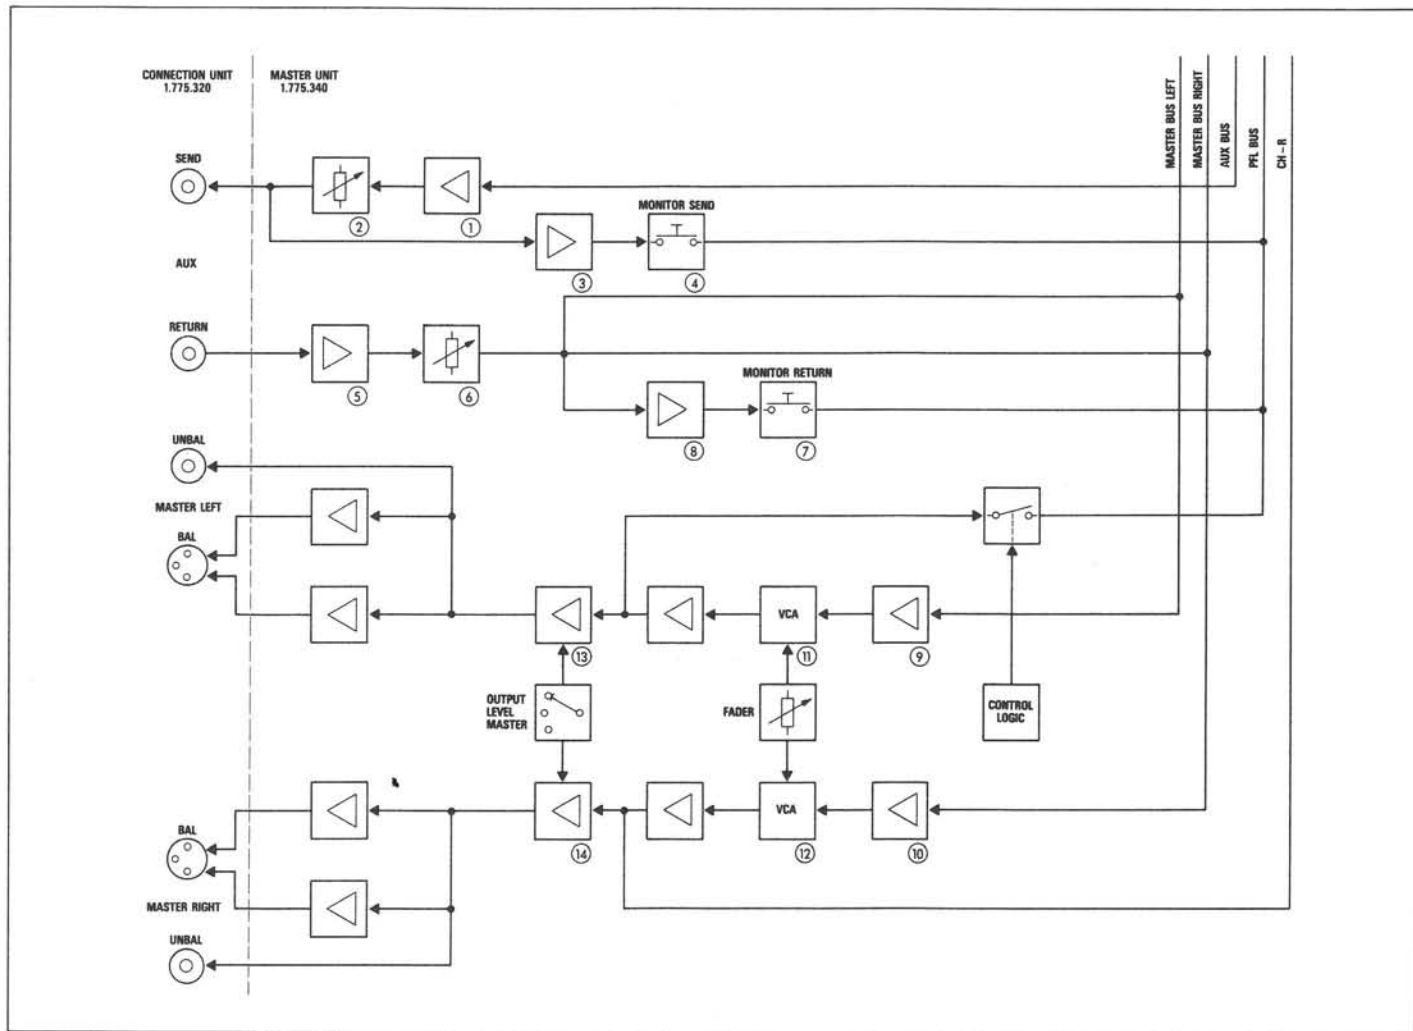 CONNECTION UNIT
1.775.320
MASTER UNIT
1.775.340
MASTER BUS LEFT
MASTER BUS RIGHT
AUX BUS
PFL BUS
CH-R
SEND
2
1
MONITOR SEND
3
4
AUX
RETURN
5
6
MONITOR RETURN
8
7
UNBAL
MASTER LEFT
BAL
VCA
13
11
9
OUTPUT
LEVEL
MASTER
FADER
CONTROL
LOGIC
BAL
VCA
14
12
10
MASTER RIGHT
UNBAL